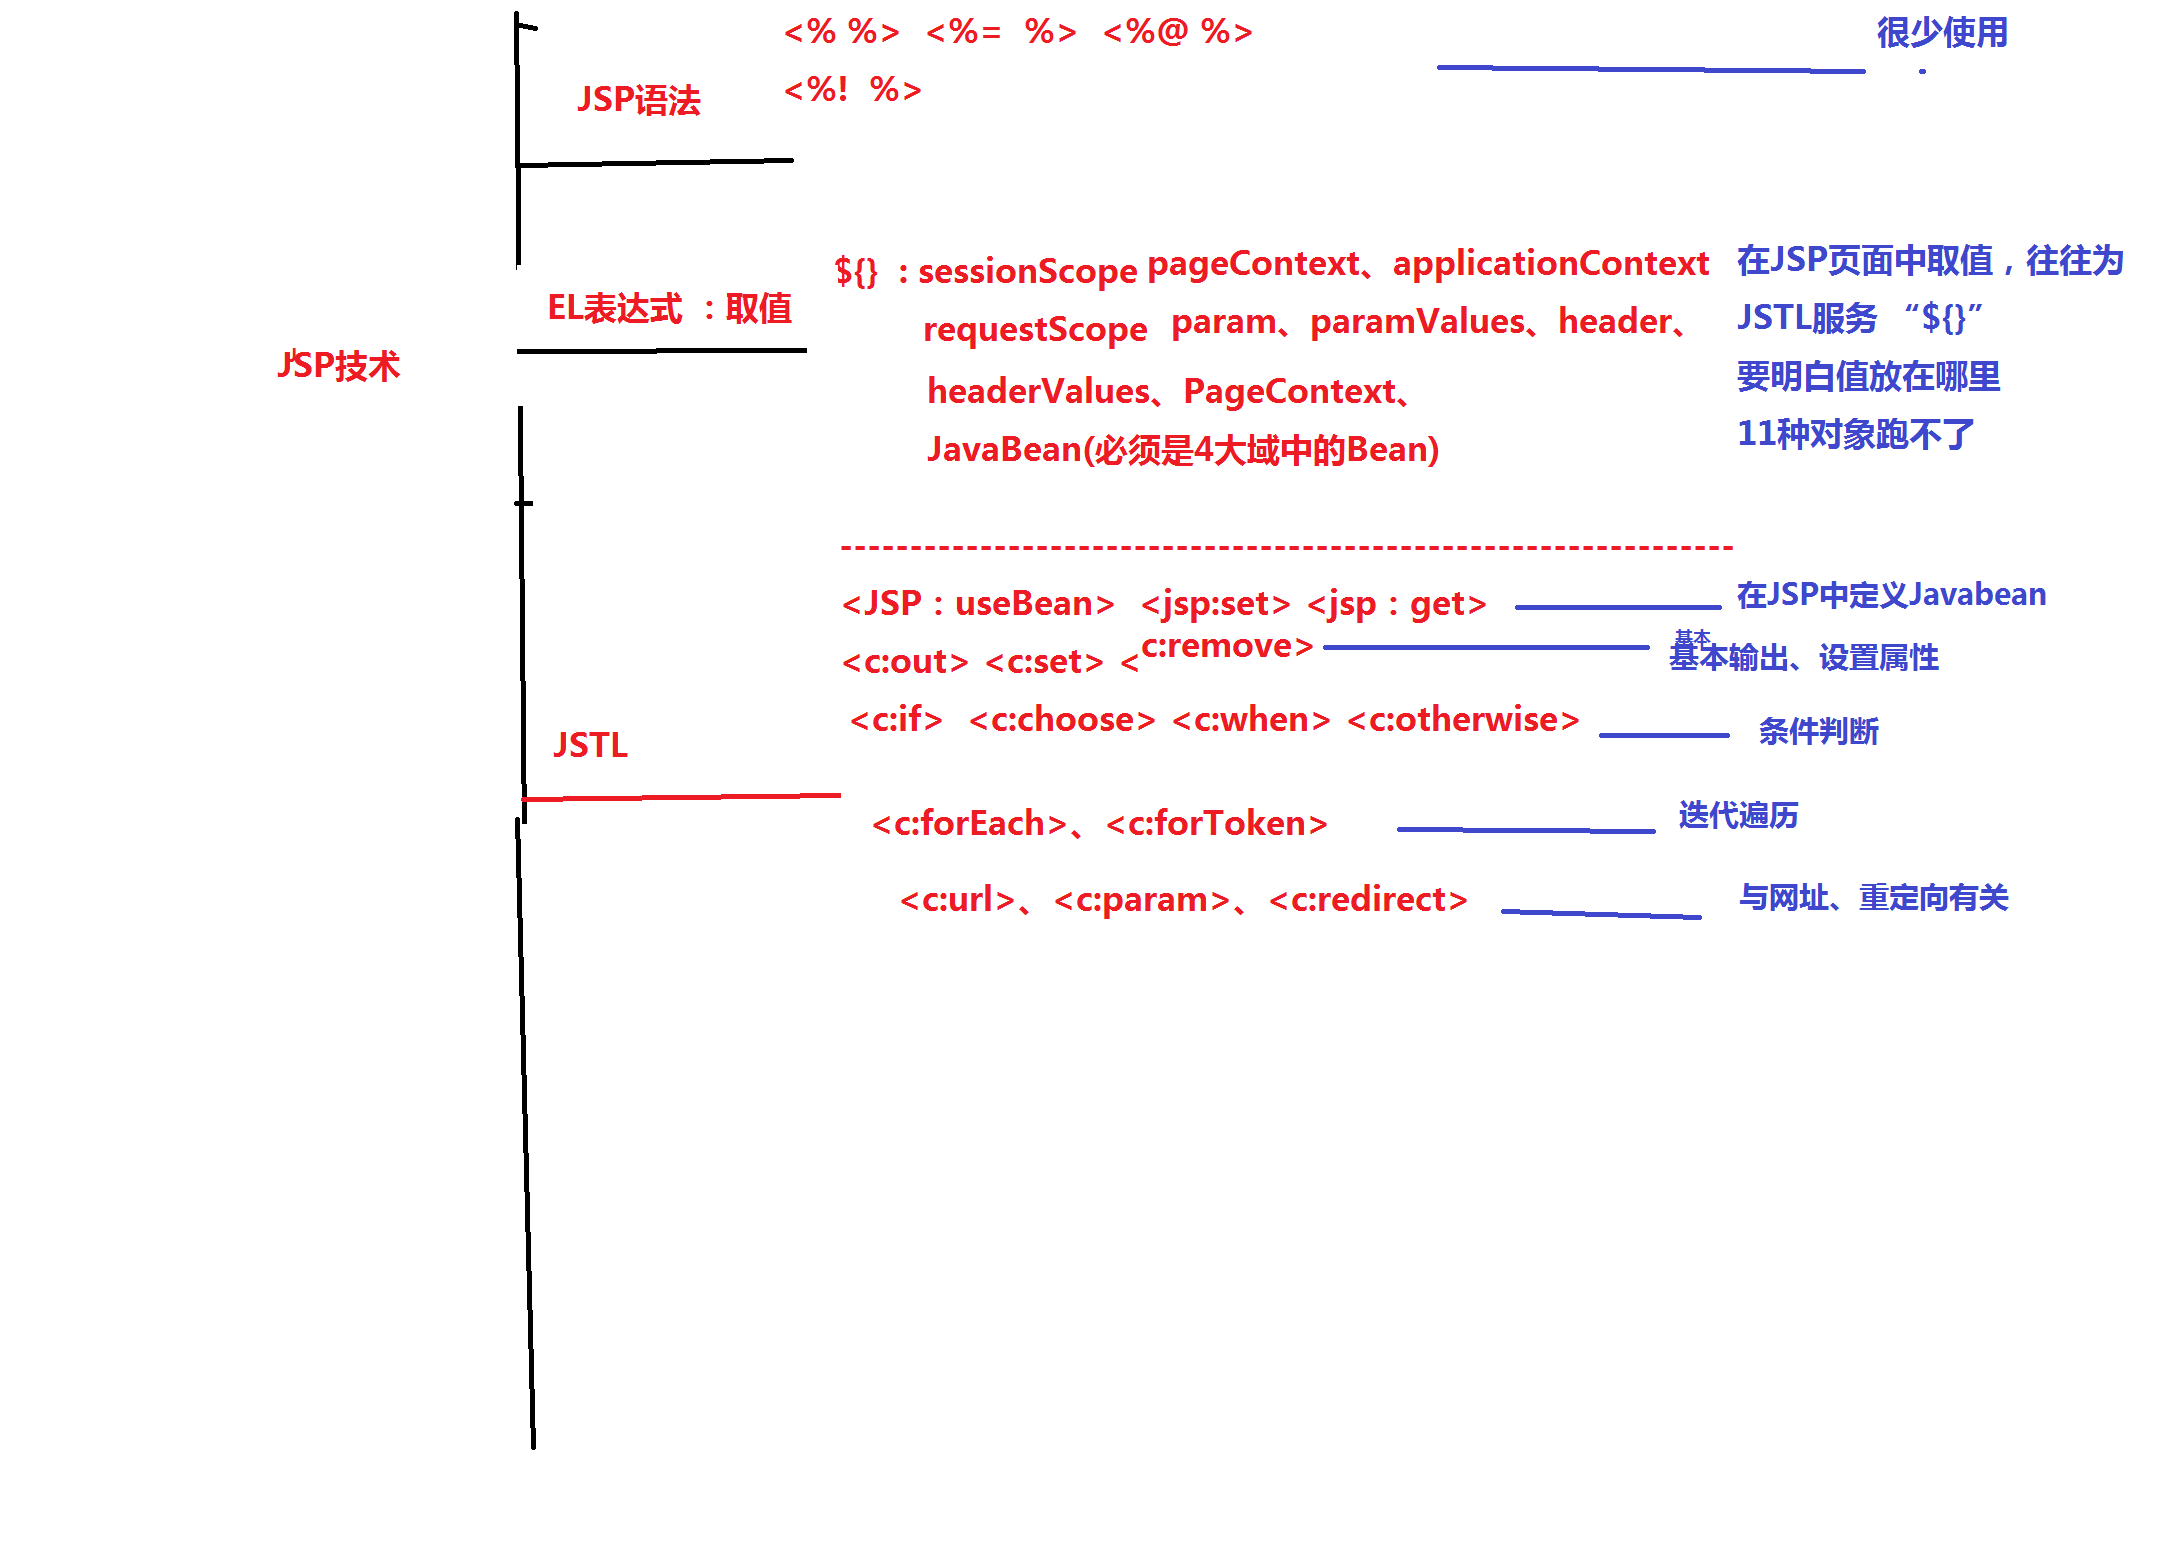 <% %>  <%=  %>  <%@ %>
很少使用
<%!  %>
JSP语法
${} ：sessionScope pageContext、applicationContext
在JSP页面中取值，往往为
EL表达式 ：取值
requestScope param、paramValues、header、
JSTL服务 “${}”
JSP技术
headerValues、PageContext、
要明白值放在哪里
JavaBean(必须是4大域中的Bean)
11种对象跑不了
----------------------------------------------------------------
<JSP：useBean> <jsp:set> <jsp：get>
在JSP中定义Javabean
<c:out> <c:set> <c:remove>
基本
基本输出、设置属性
<c:if> <c:choose> <c:when> <c:otherwise>
条件判断
JSTL
<c:forEach>、<c:forToken>
迭代遍历
<c:url>、<c:param>、<c:redirect>
与网址、重定向有关